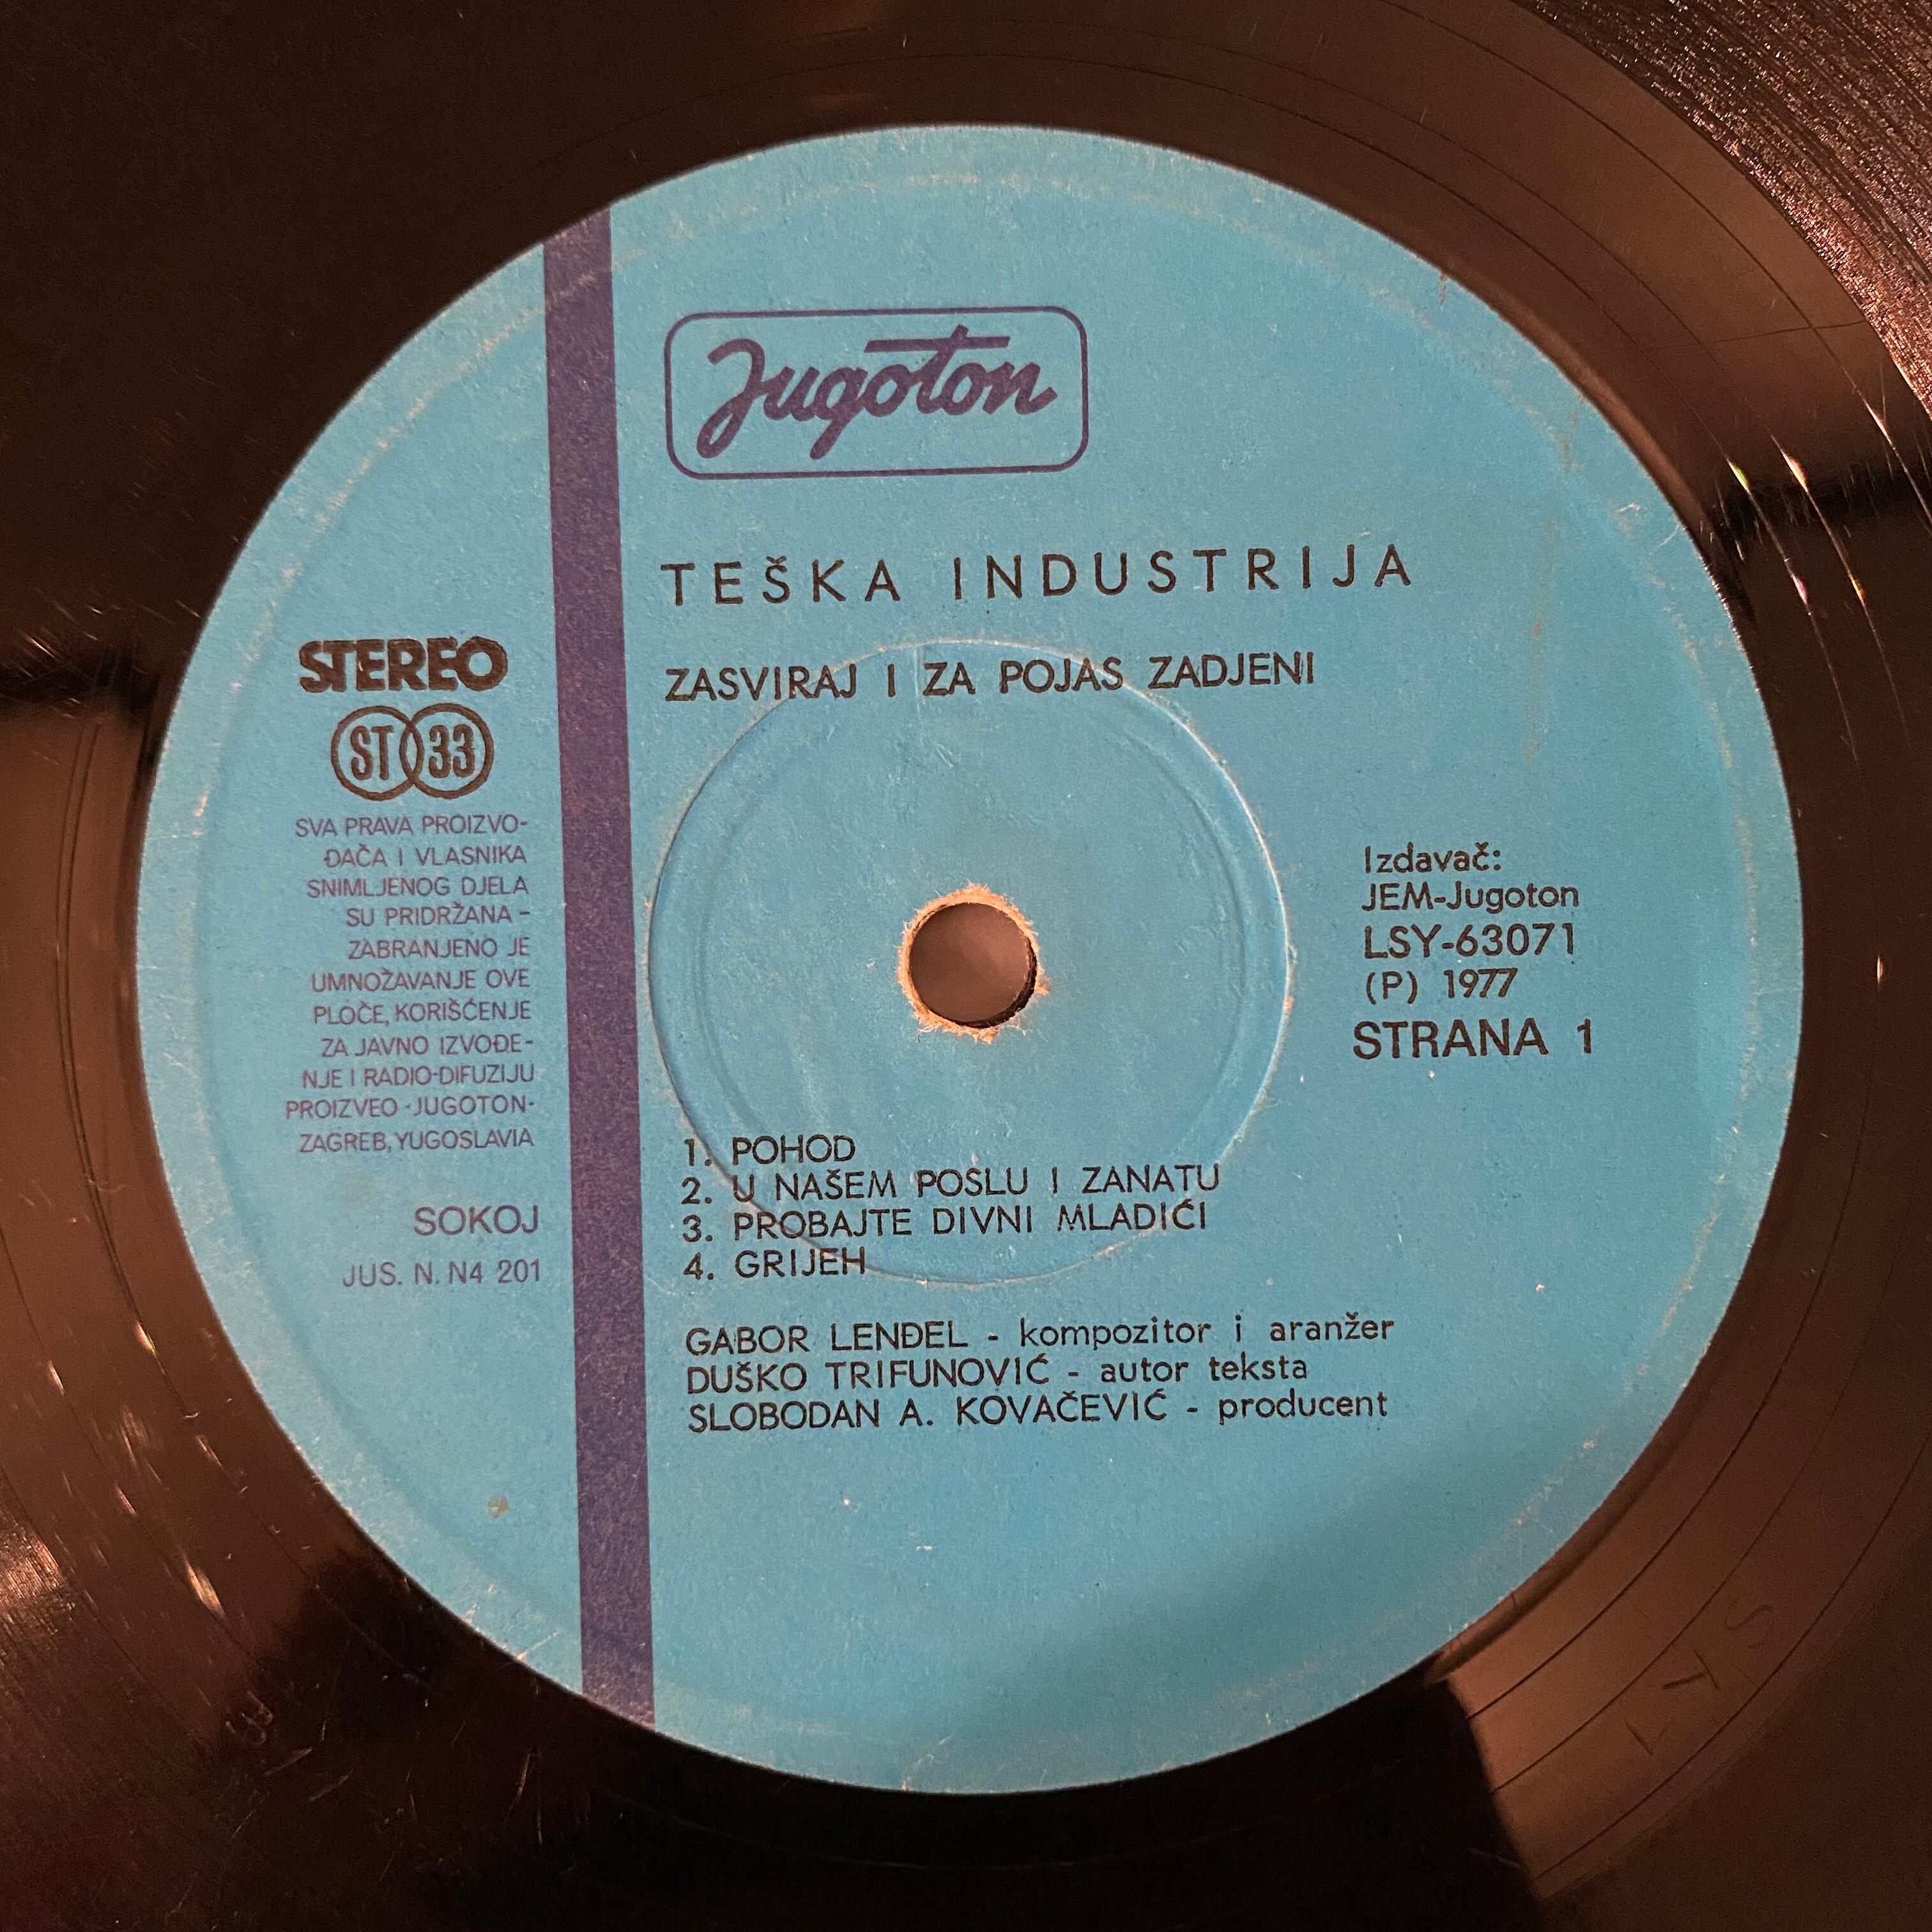 Jugoton
TEŠKA INDUSTRIJA
ZASVIRAJ I ZA POJAS ZADJENI
STEREO
ST 33
SVA PRAVA PROIZVO-
ĐAČA I VLASNIKA
SNIMLJENOG DJELA
SU PRIDRŽANA -
ZABRANJENO JE
UMNOŽAVANJE OVE
PLOČE, KORIŠĆENJE
ZA JAVNO IZVOĐE-
NJE I RADIO-DIFUZIJU
PROIZVEO -JUGOTON-
ZAGREB, YUGOSLAVIA
SOKOJ
JUS. N. N4 201
Izdavač:
JEM-Jugoton
LSY-63071
(P) 1977
STRANA 1
1. POHOD
2. U NAŠEM POSLU I ZANATU
3. PROBAJTE DIVNI MLADIĆI
4. GRIJEH
GABOR LENĐEL - kompozitor i aranžer
DUŠKO TRIFUNOVIĆ - autor teksta
SLOBODAN A. KOVAČEVIĆ - producent